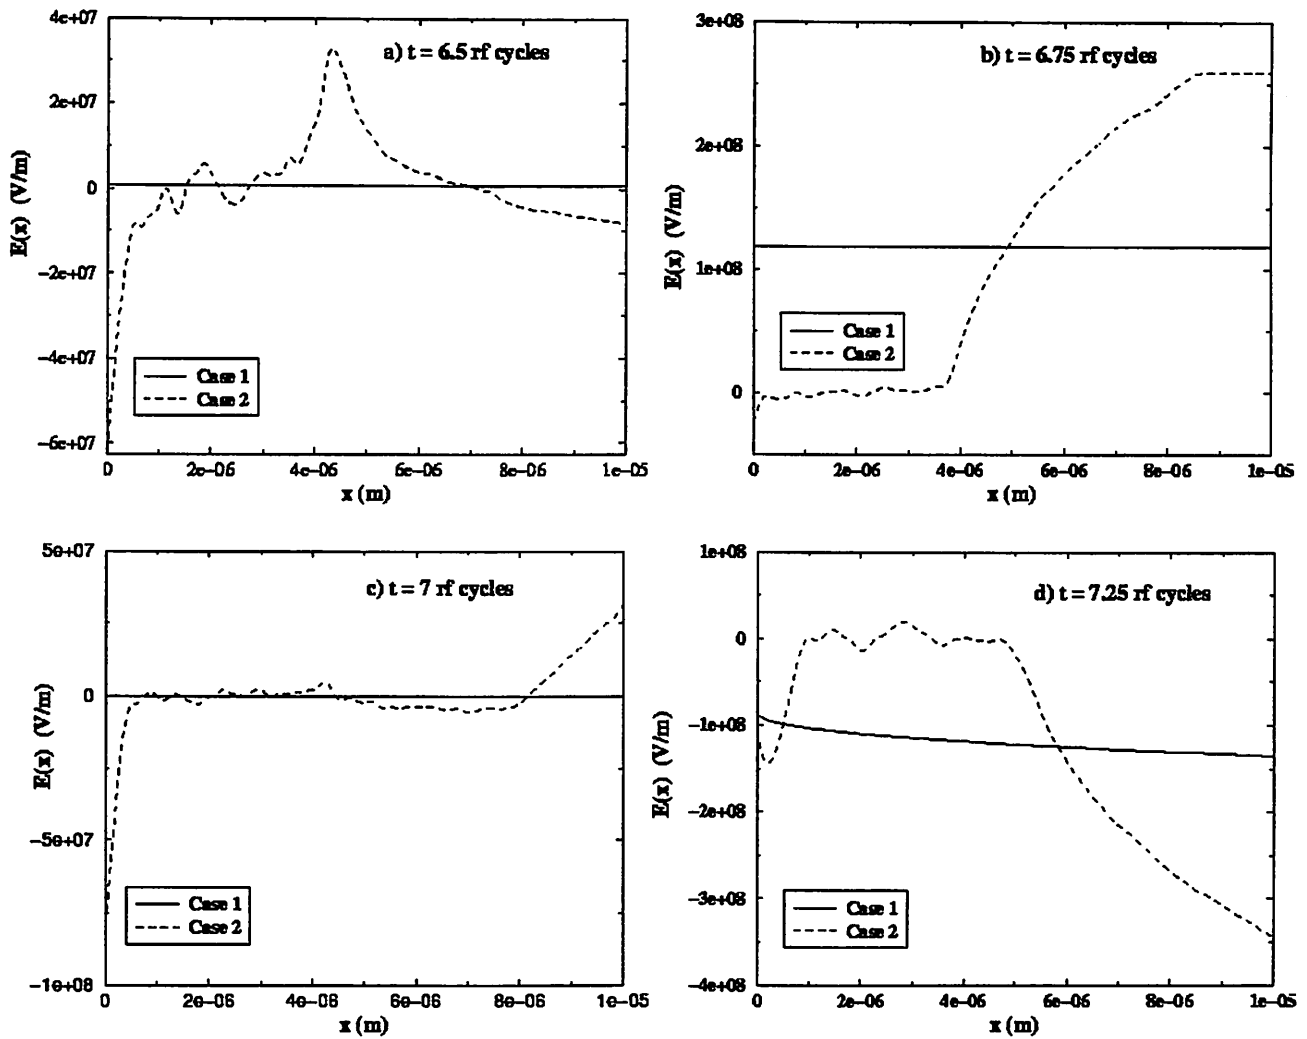 4e+07
2e+07
0
−2e+07
−4e+07
−6e+07
E(x) (V/m)
a) t = 6.5 rf cycles
Case 1
Case 2
0
2e−06
4e−06
6e−06
8e−06
1e−05
x (m)
3e+08
2e+08
1e+08
0
E(x) (V/m)
b) t = 6.75 rf cycles
Case 1
Case 2
0
2e−06
4e−06
6e−06
8e−06
1e−05
x (m)
5e+07
0
−5e+07
−1e+08
E(x) (V/m)
c) t = 7 rf cycles
Case 1
Case 2
0
2e−06
4e−06
6e−06
8e−06
1e−05
x (m)
1e+08
0
−1e+08
−2e+08
−3e+08
−4e+08
E(x) (V/m)
d) t = 7.25 rf cycles
Case 1
Case 2
0
2e−06
4e−06
6e−06
8e−06
1e−05
x (m)